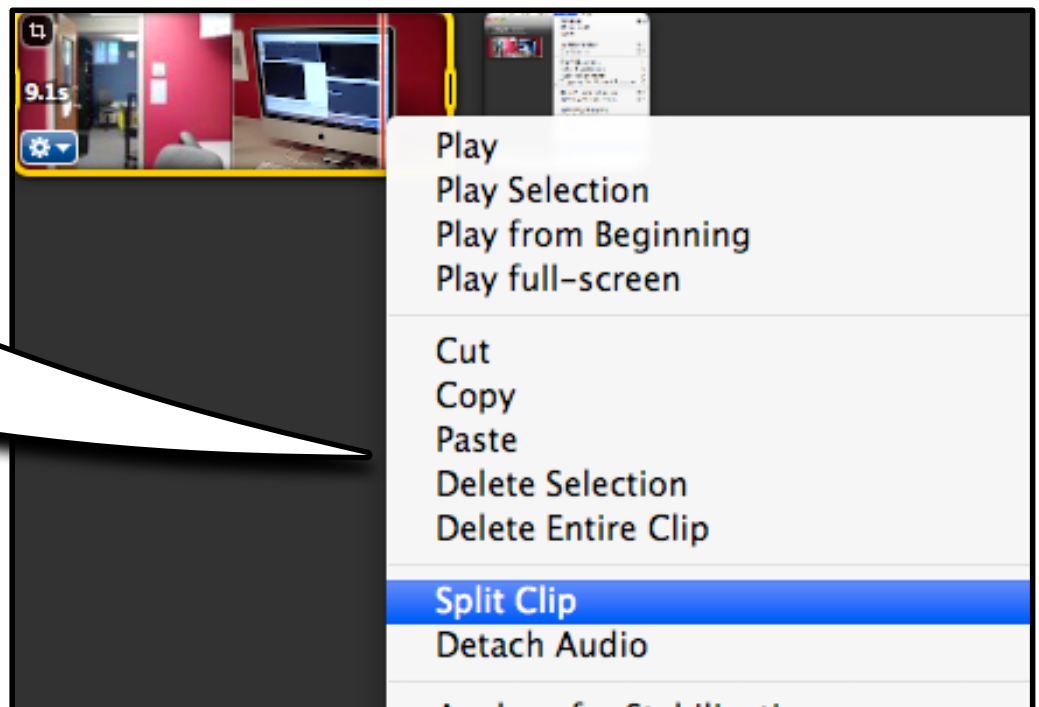 9.1s
Play
Play Selection
Play from Beginning
Play full-screen
Cut
Copy
Paste
Delete Selection
Delete Entire Clip
Split Clip
Detach Audio